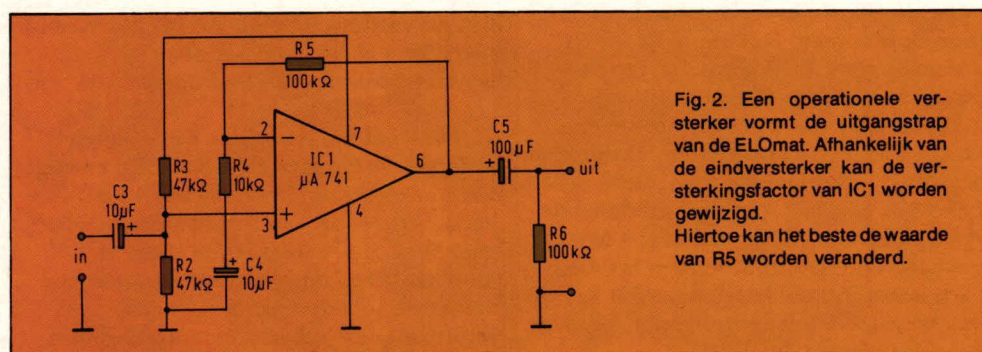 R5
100kΩ
2
−
7
C5
100µF
R3
47kΩ
R4
10kΩ
IC1
µA 741
6
+
uit
C3
10µF
+
+
3
4
in
R2
47kΩ
+
C4
10µF
R6
100kΩ
Fig. 2. Een operationele ver-
sterker vormt de uitgangstrap
van de ELOmat. Afhankelijk van
de eindversterker kan de ver-
sterkingsfactor van IC1 worden
gewijzigd.
Hiertoe kan het beste de waarde
van R5 worden veranderd.